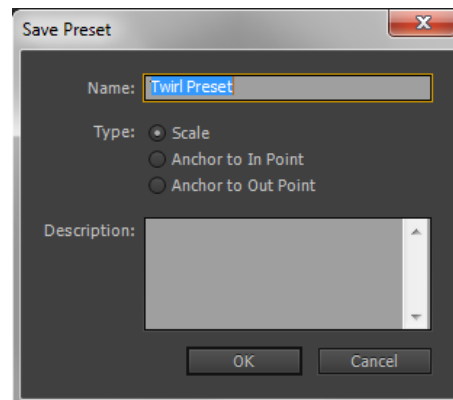 Save Preset
Name: Twirl Preset
Type: Scale
Anchor to In Point
Anchor to Out Point
Description:
OK Cancel